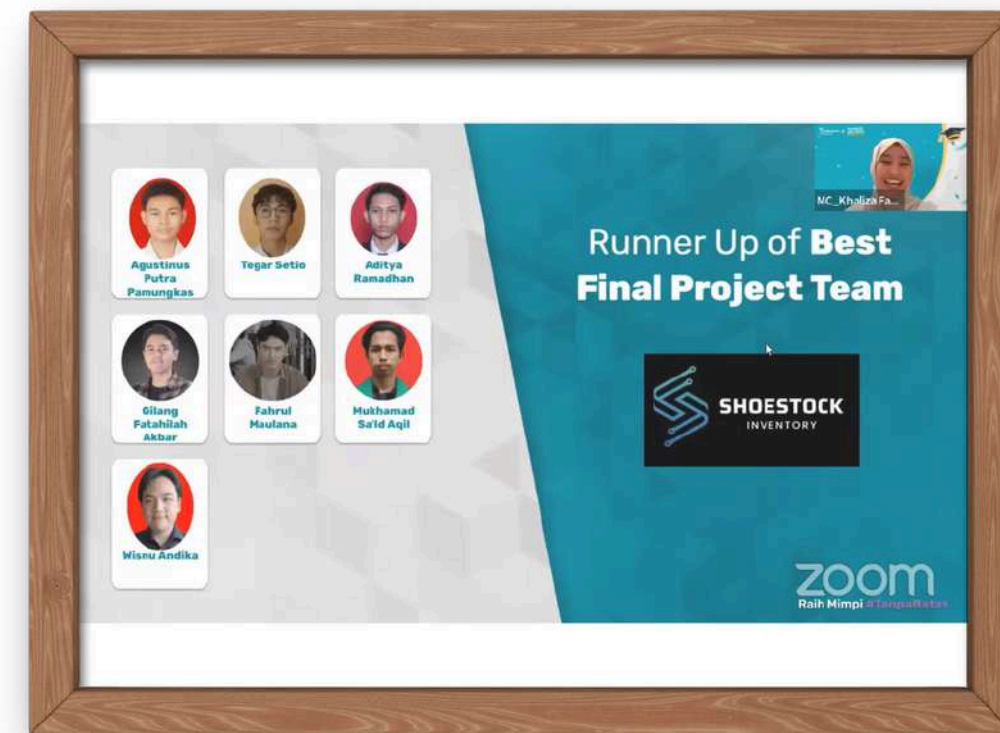 Agustinus
Putra
Pamungkas
Tegar Setio
Aditya
Ramadhan
Gilang
Fatahilah
Akbar
Fahrul
Maulana
Mukhamad
Sa'id Aqil
Wisnu Andika
MC_Khaliza Fa...
Runner Up of Best
Final Project Team
SHOESTOCK
INVENTORY
zoom
Raih Mimpi #TanpaBatas